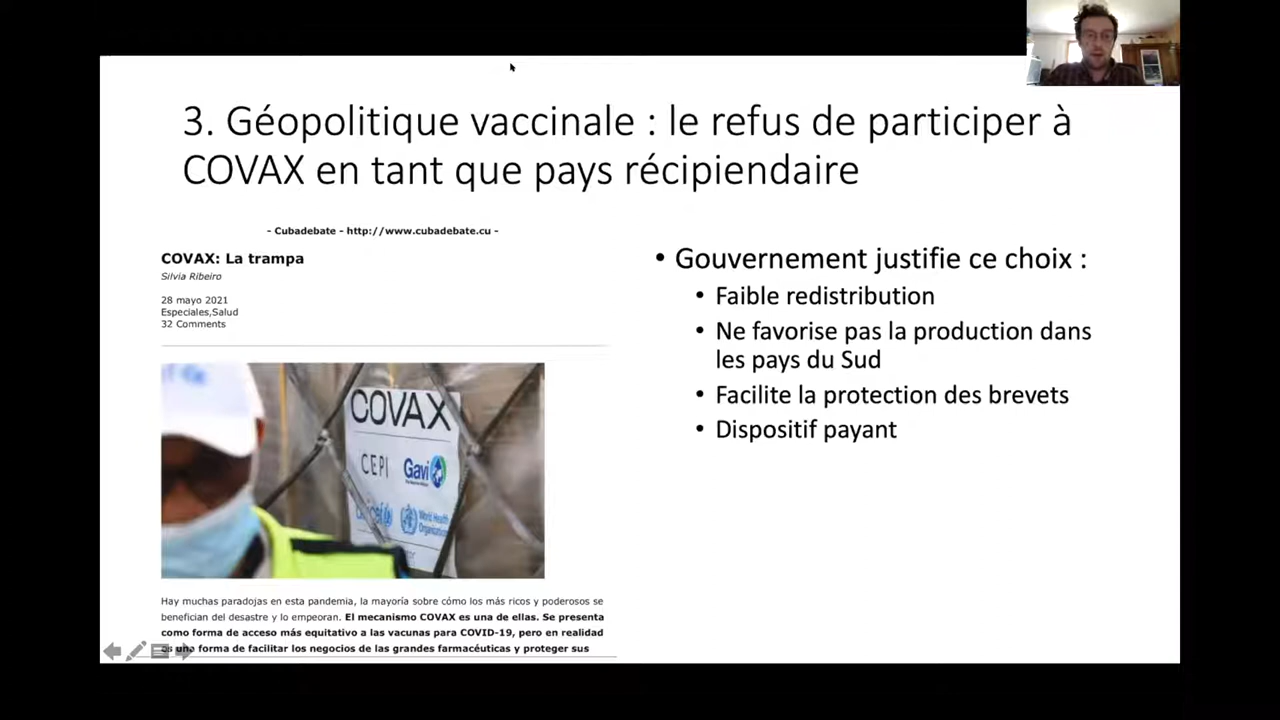 3. Géopolitique vaccinale : le refus de participer à
COVAX en tant que pays récipiendaire
- Cubadebate - http://www.cubadebate.cu -
COVAX: La trampa
Silvia Ribeiro
28 mayo 2021
Especiales,Salud
32 Comments
COVAX
CEPI
Gavi
unicef
World Health
Organization
Hay muchas paradojas en esta pandemia, la mayoría sobre cómo los más ricos y poderosos se
benefician del desastre y lo empeoran. El mecanismo COVAX es una de ellas. Se presenta
como forma de acceso más equitativo a las vacunas para COVID-19, pero en realidad
es una forma de facilitar los negocios de las grandes farmacéuticas y proteger sus
• Gouvernement justifie ce choix :
• Faible redistribution
• Ne favorise pas la production dans
les pays du Sud
• Facilite la protection des brevets
• Dispositif payant